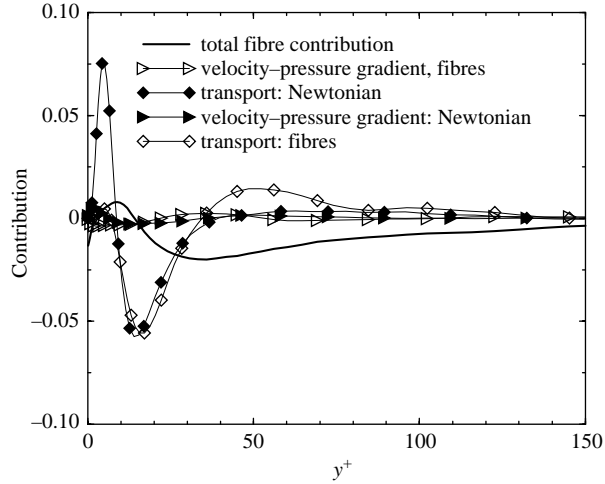 0.10
total fibre contribution
velocity–pressure gradient, fibres
transport: Newtonian
0.05
velocity–pressure gradient: Newtonian
transport: fibres
0
Contribution
−0.05
−0.10
0 50 100 150
y+